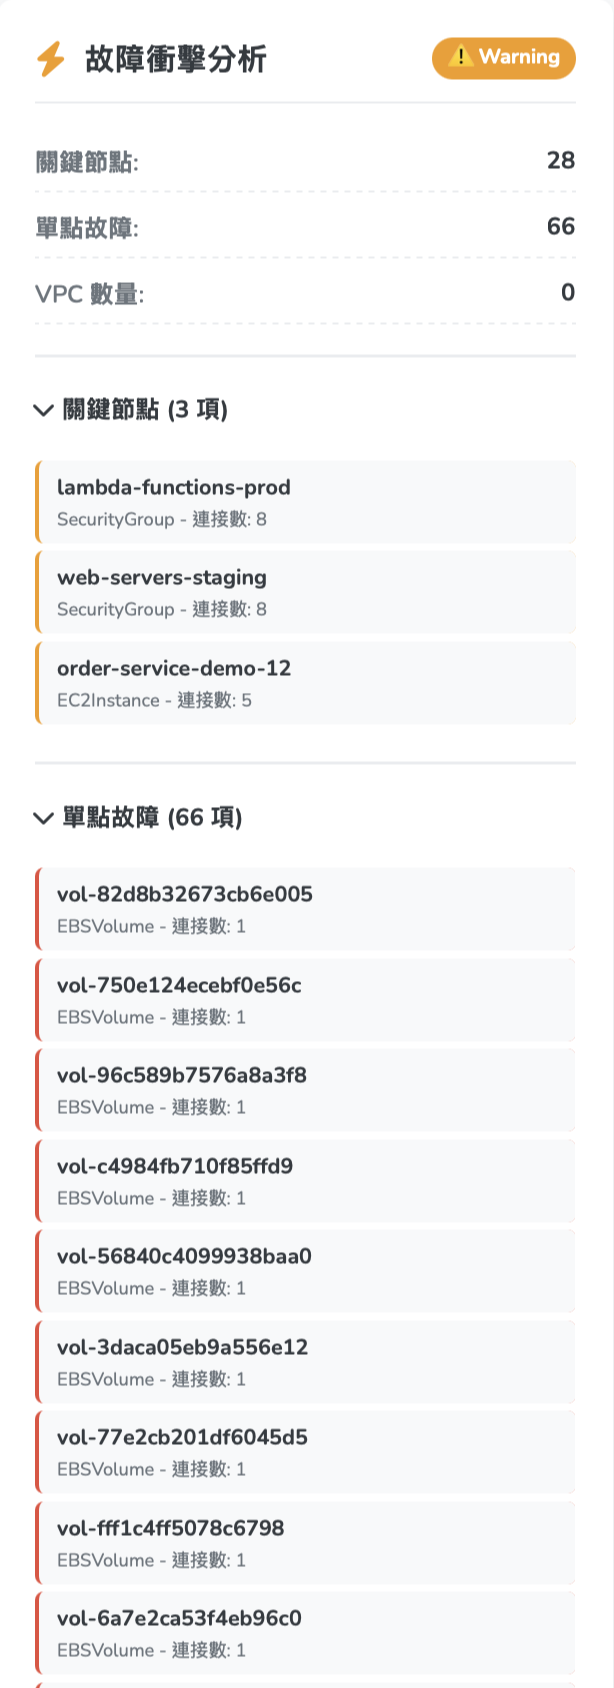 故障衝擊分析
⚠️ Warning
關鍵節點: 28
單點故障: 66
VPC 數量: 0
關鍵節點 (3 項)
lambda-functions-prod
SecurityGroup - 連接數: 8
web-servers-staging
SecurityGroup - 連接數: 8
order-service-demo-12
EC2Instance - 連接數: 5
單點故障 (66 項)
vol-82d8b32673cb6e005
EBSVolume - 連接數: 1
vol-750e124ecebf0e56c
EBSVolume - 連接數: 1
vol-96c589b7576a8a3f8
EBSVolume - 連接數: 1
vol-c4984fb710f85ffd9
EBSVolume - 連接數: 1
vol-56840c4099938baa0
EBSVolume - 連接數: 1
vol-3daca05eb9a556e12
EBSVolume - 連接數: 1
vol-77e2cb201df6045d5
EBSVolume - 連接數: 1
vol-fff1c4ff5078c6798
EBSVolume - 連接數: 1
vol-6a7e2ca53f4eb96c0
EBSVolume - 連接數: 1